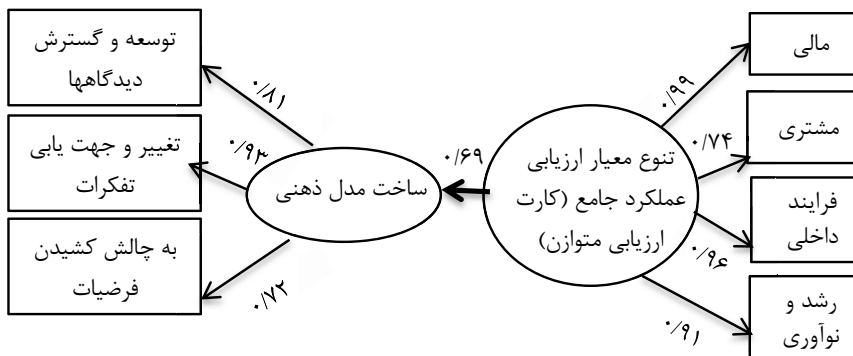 مالی
۰/۹۹
مشتری
۰/۷۴
فرایند
داخلی
۰/۹۶
رشد و
نوآوری
۰/۹۱
تنوع معیار ارزیابی
عملکرد جامع (کارت
ارزیابی متوازن)
۰/۶۹
ساخت مدل ذهنی
۰/۸۱
توسعه و گسترش
دیدگاهها
۰/۹۳
تغییر و جهت یابی
تفکرات
۰/۷۲
به چالش کشیدن
فرضیات